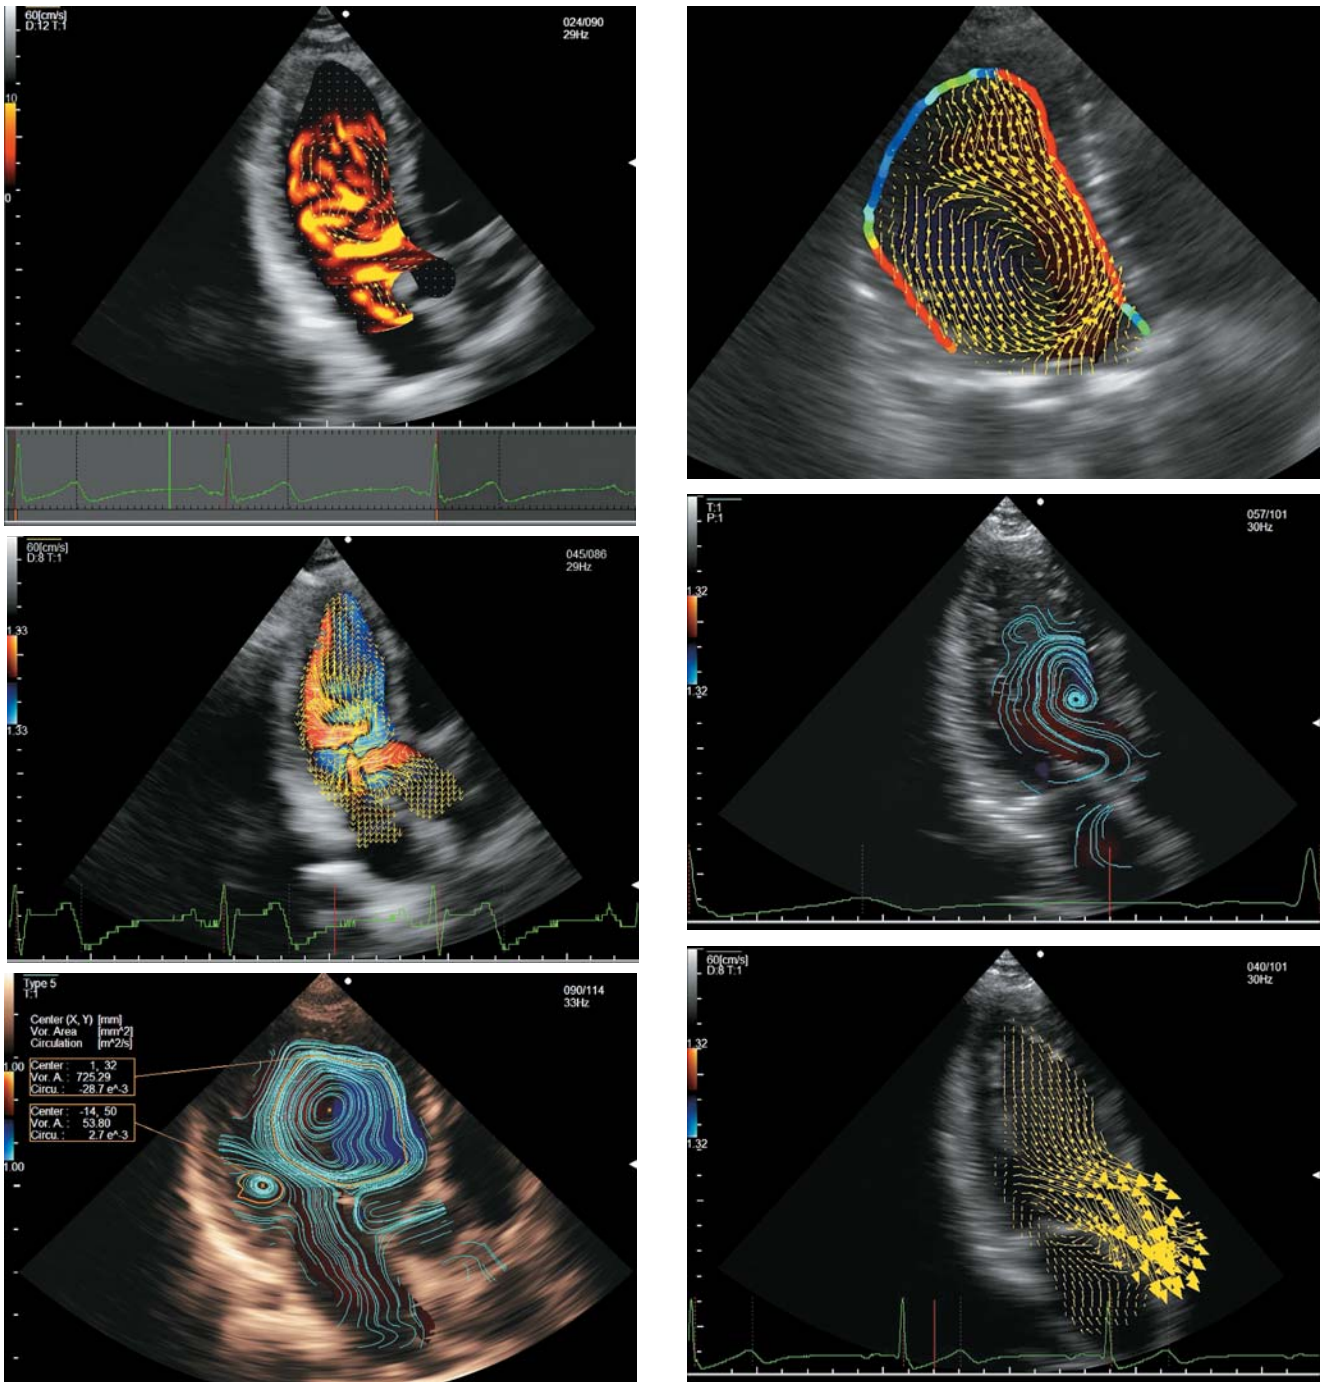 60[cm/s]
D:12 T:1
024/090
29Hz
10
0
60[cm/s]
D:8 T:1
045/086
29Hz
1.33
1.33
Type 5
T:1
090/114
33Hz
Center (X, Y) [mm]
Vor. Area [mm^2]
Circulation [m^2/s]
1.00
Center : 1, 32
Vor. A. : 725.29
Circu. : -28.7 e^-3
Center : -14, 50
Vor. A. : 53.80
Circu. : 2.7 e^-3
1.00
T:1
P:1
057/101
30Hz
1.32
1.32
60[cm/s]
D:8 T:1
040/101
30Hz
1.32
1.32